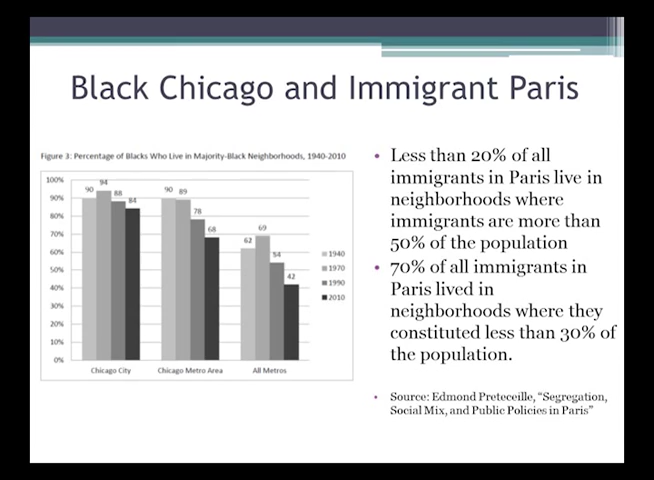 Black Chicago and Immigrant Paris
Figure 3: Percentage of Blacks Who Live in Majority-Black Neighborhoods, 1940-2010
100%
90%
80%
70%
60%
50%
40%
30%
20%
10%
0%
90
94
88
84
90
89
78
68
62
69
54
42
Chicago City
Chicago Metro Area
All Metros
1940
1970
1990
2010
• Less than 20% of all
immigrants in Paris live in
neighborhoods where
immigrants are more than
50% of the population
• 70% of all immigrants in
Paris lived in
neighborhoods where they
constituted less than 30% of
the population.
• Source: Edmond Preteceille, “Segregation,
Social Mix, and Public Policies in Paris”